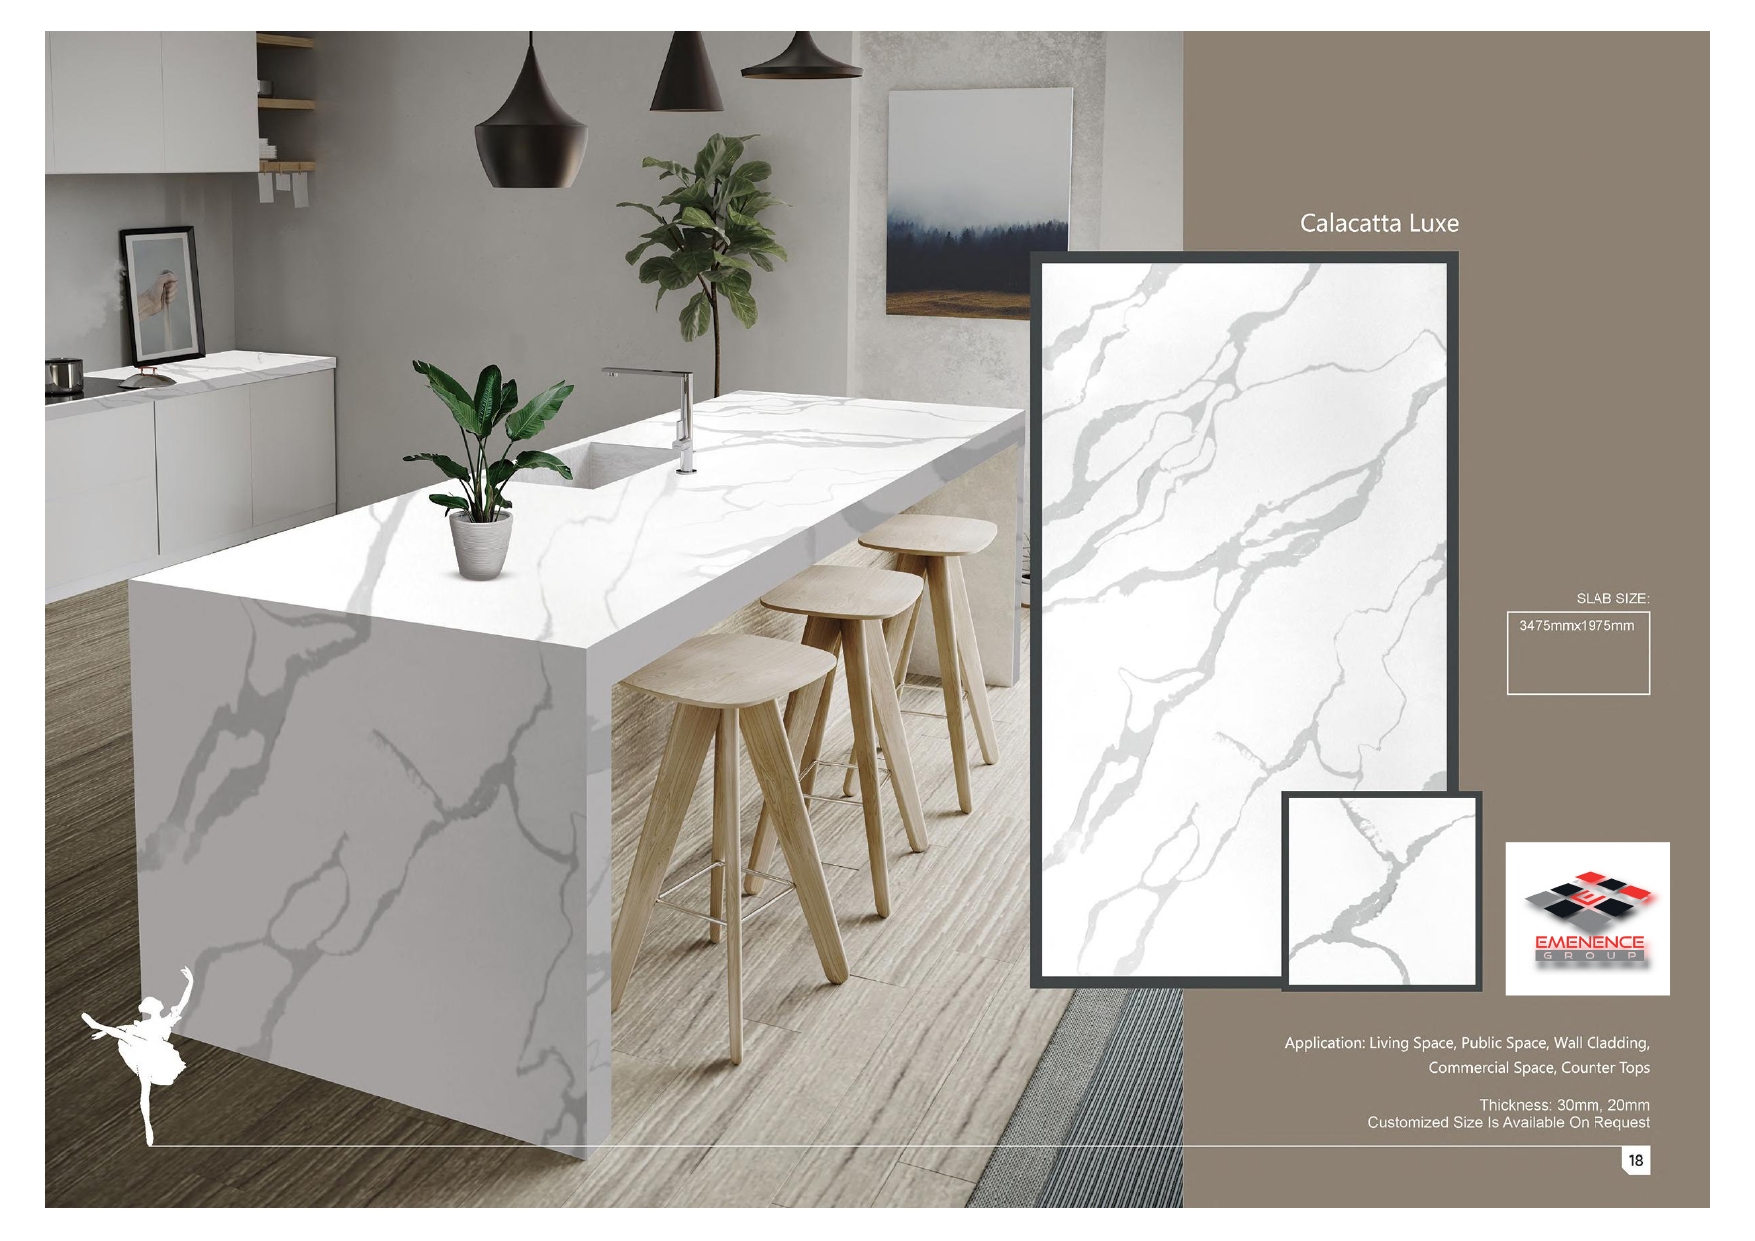 Calacatta Luxe
SLAB SIZE:
3475mmx1975mm
EMENENCE
GROUP
Application: Living Space, Public Space, Wall Cladding,
Commercial Space, Counter Tops
Thickness: 30mm, 20mm
Customized Size Is Available On Request
18